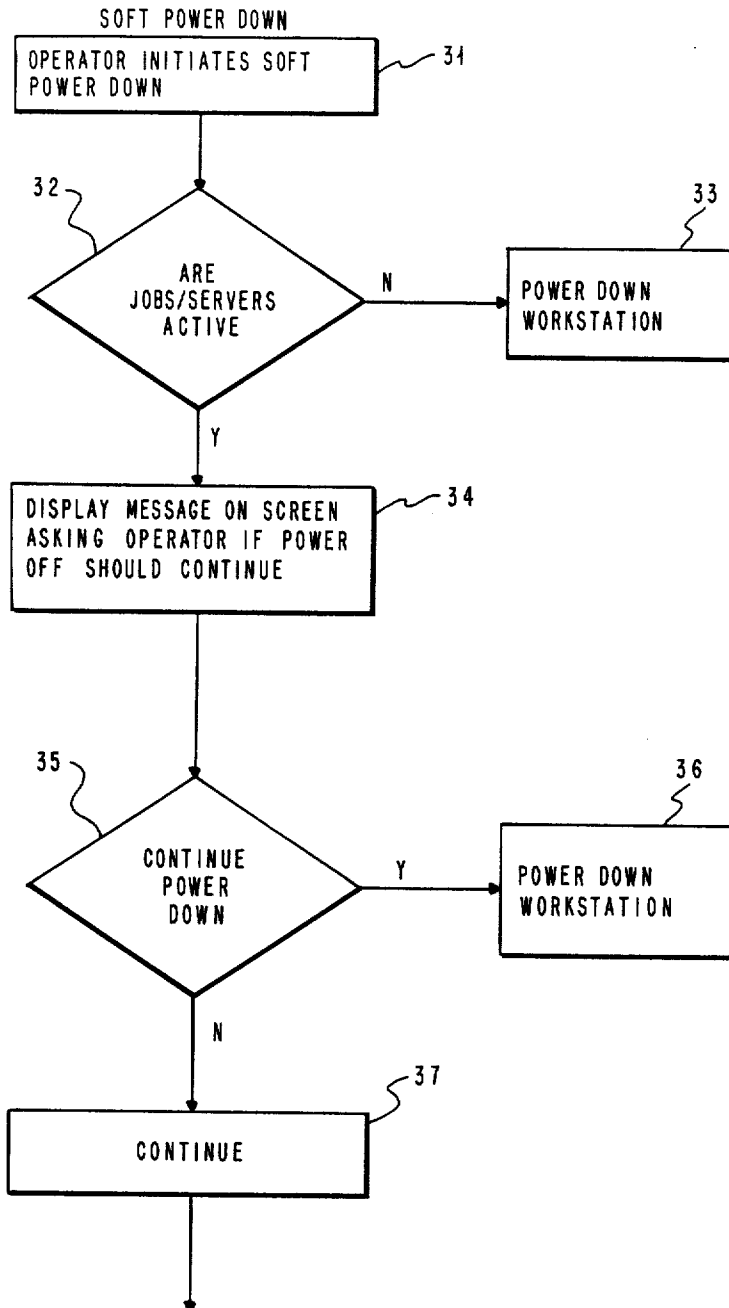 SOFT POWER DOWN
OPERATOR INITIATES SOFT
POWER DOWN
31
32
ARE
JOBS/SERVERS
ACTIVE
N
33
POWER DOWN
WORKSTATION
Y
DISPLAY MESSAGE ON SCREEN
ASKING OPERATOR IF POWER
OFF SHOULD CONTINUE
34
35
CONTINUE
POWER
DOWN
Y
36
POWER DOWN
WORKSTATION
N
37
CONTINUE